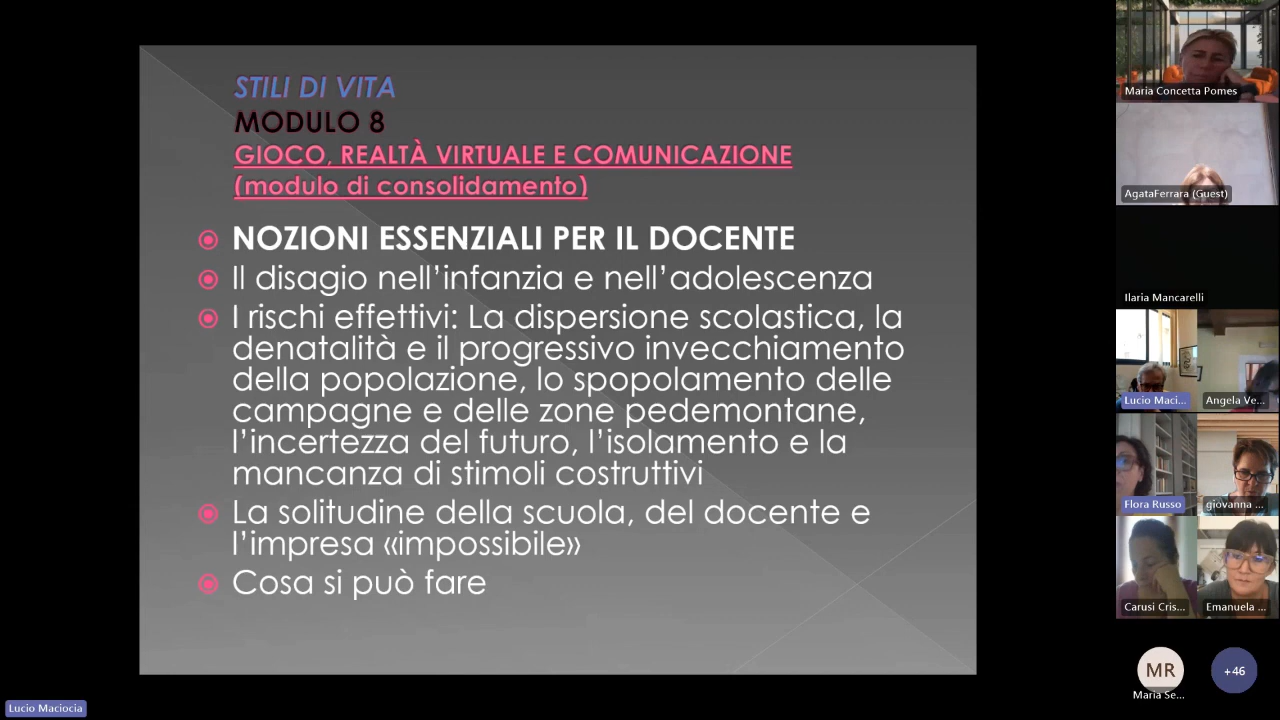 STILI DI VITA
MODULO 8
GIOCO, REALTÀ VIRTUALE E COMUNICAZIONE
(modulo di consolidamento)
NOZIONI ESSENZIALI PER IL DOCENTE
Il disagio nell’infanzia e nell’adolescenza
I rischi effettivi: La dispersione scolastica, la
denatalità e il progressivo invecchiamento
della popolazione, lo spopolamento delle
campagne e delle zone pedemontane,
l’incertezza del futuro, l’isolamento e la
mancanza di stimoli costruttivi
La solitudine della scuola, del docente e
l’impresa «impossibile»
Cosa si può fare
Maria Concetta Pomes
AgataFerrara (Guest)
Ilaria Mancarelli
Lucio Maci...
Angela Ve...
Flora Russo
giovanna ...
Carusi Cris...
Emanuela ...
MR
+46
Maria Se...
Lucio Maciocia